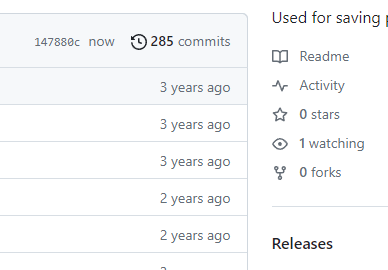 147880c now 285 commits
3 years ago
3 years ago
3 years ago
2 years ago
2 years ago
Used for saving
Readme
Activity
0 stars
1 watching
0 forks
Releases